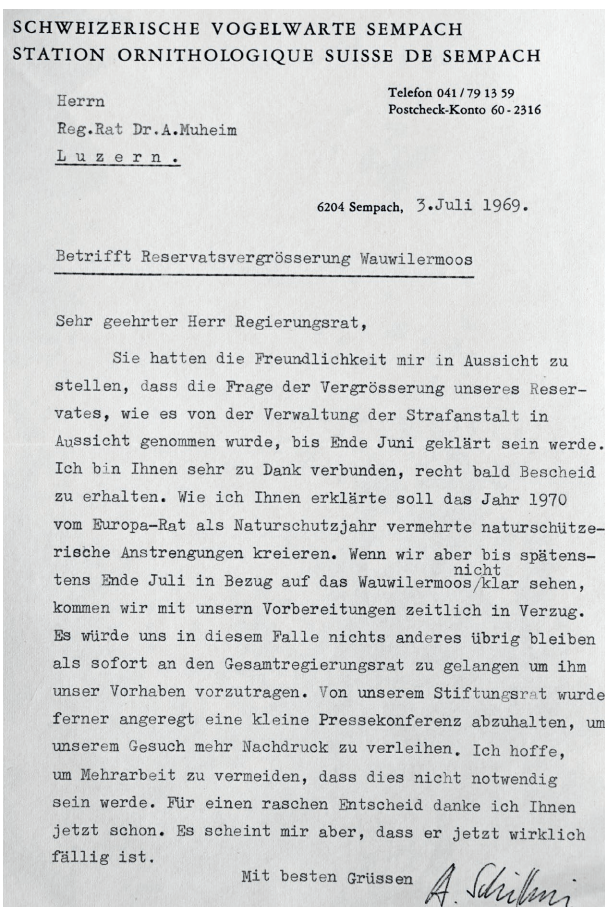 SCHWEIZERISCHE VOGELWARTE SEMPACH
STATION ORNITHOLOGIQUE SUISSE DE SEMPACH
Telefon 041/79 13 59
Postcheck-Konto 60-2316
Herrn
Reg.Rat Dr.A.Muheim
Luzern.
6204 Sempach, 3.Juli 1969.
Betrifft Reservatsvergrösserung Wauwilermoos
Sehr geehrter Herr Regierungsrat,
Sie hatten die Freundlichkeit mir in Aussicht zu
stellen, dass die Frage der Vergrösserung unseres Reser-
vates, wie es von der Verwaltung der Strafanstalt in
Aussicht genommen wurde, bis Ende Juni geklärt sein werde.
Ich bin Ihnen sehr zu Dank verbunden, recht bald Bescheid
zu erhalten. Wie ich Ihnen erklärte soll das Jahr 1970
vom Europa-Rat als Naturschutzjahr vermehrte naturschütze-
rische Anstrengungen kreieren. Wenn wir aber bis spätens-
nicht
tens Ende Juli in Bezug auf das Wauwilermoos/klar sehen,
kommen wir mit unsern Vorbereitungen zeitlich in Verzug.
Es würde uns in diesem Falle nichts anderes übrig bleiben
als sofort an den Gesamtregierungsrat zu gelangen um ihm
unser Vorhaben vorzutragen. Von unserem Stiftungsrat wurde
ferner angeregt eine kleine Pressekonferenz abzuhalten, um
unserem Gesuch mehr Nachdruck zu verleihen. Ich hoffe,
um Mehrarbeit zu vermeiden, dass dies nicht notwendig
sein werde. Für einen raschen Entscheid danke ich Ihnen
jetzt schon. Es scheint mir aber, dass er jetzt wirklich
fällig ist.
Mit besten Grüssen